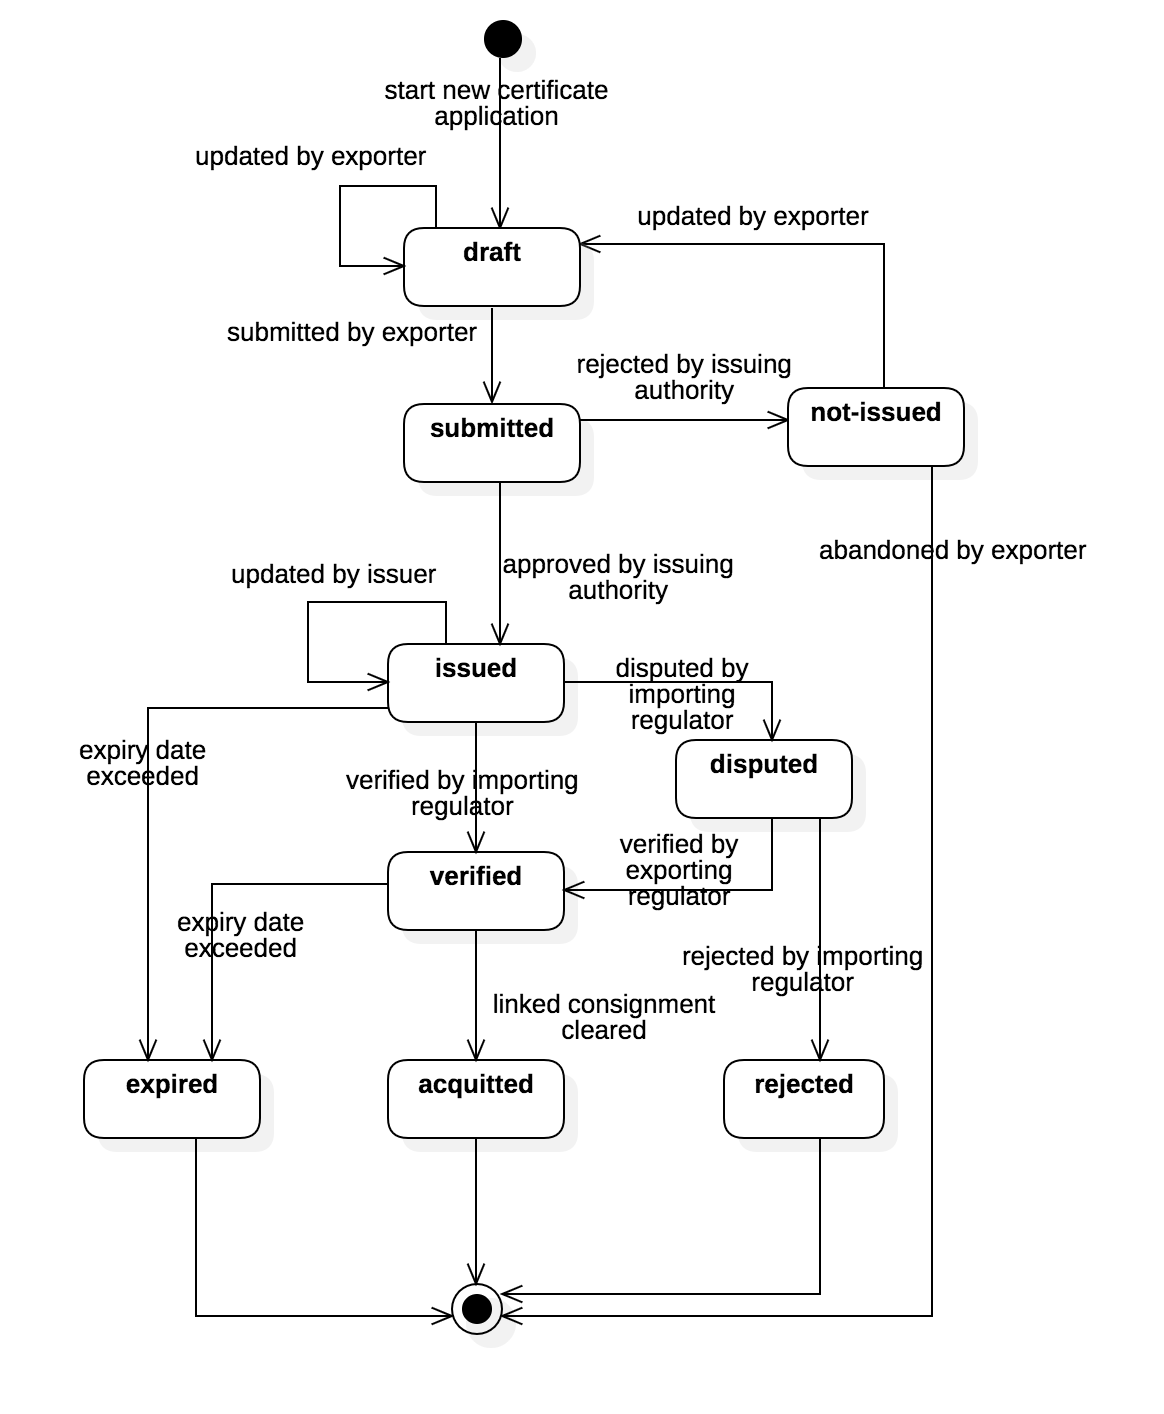 start new certificate
application
updated by exporter
updated by exporter
draft
submitted by exporter
rejected by issuing
authority
not-issued
submitted
abandoned by exporter
approved by issuing
authority
updated by issuer
issued
disputed by
importing
regulator
expiry date
exceeded
disputed
verified by importing
regulator
verified by
exporting
regulator
verified
expiry date
exceeded
rejected by importing
regulator
linked consignment
cleared
expired
acquitted
rejected